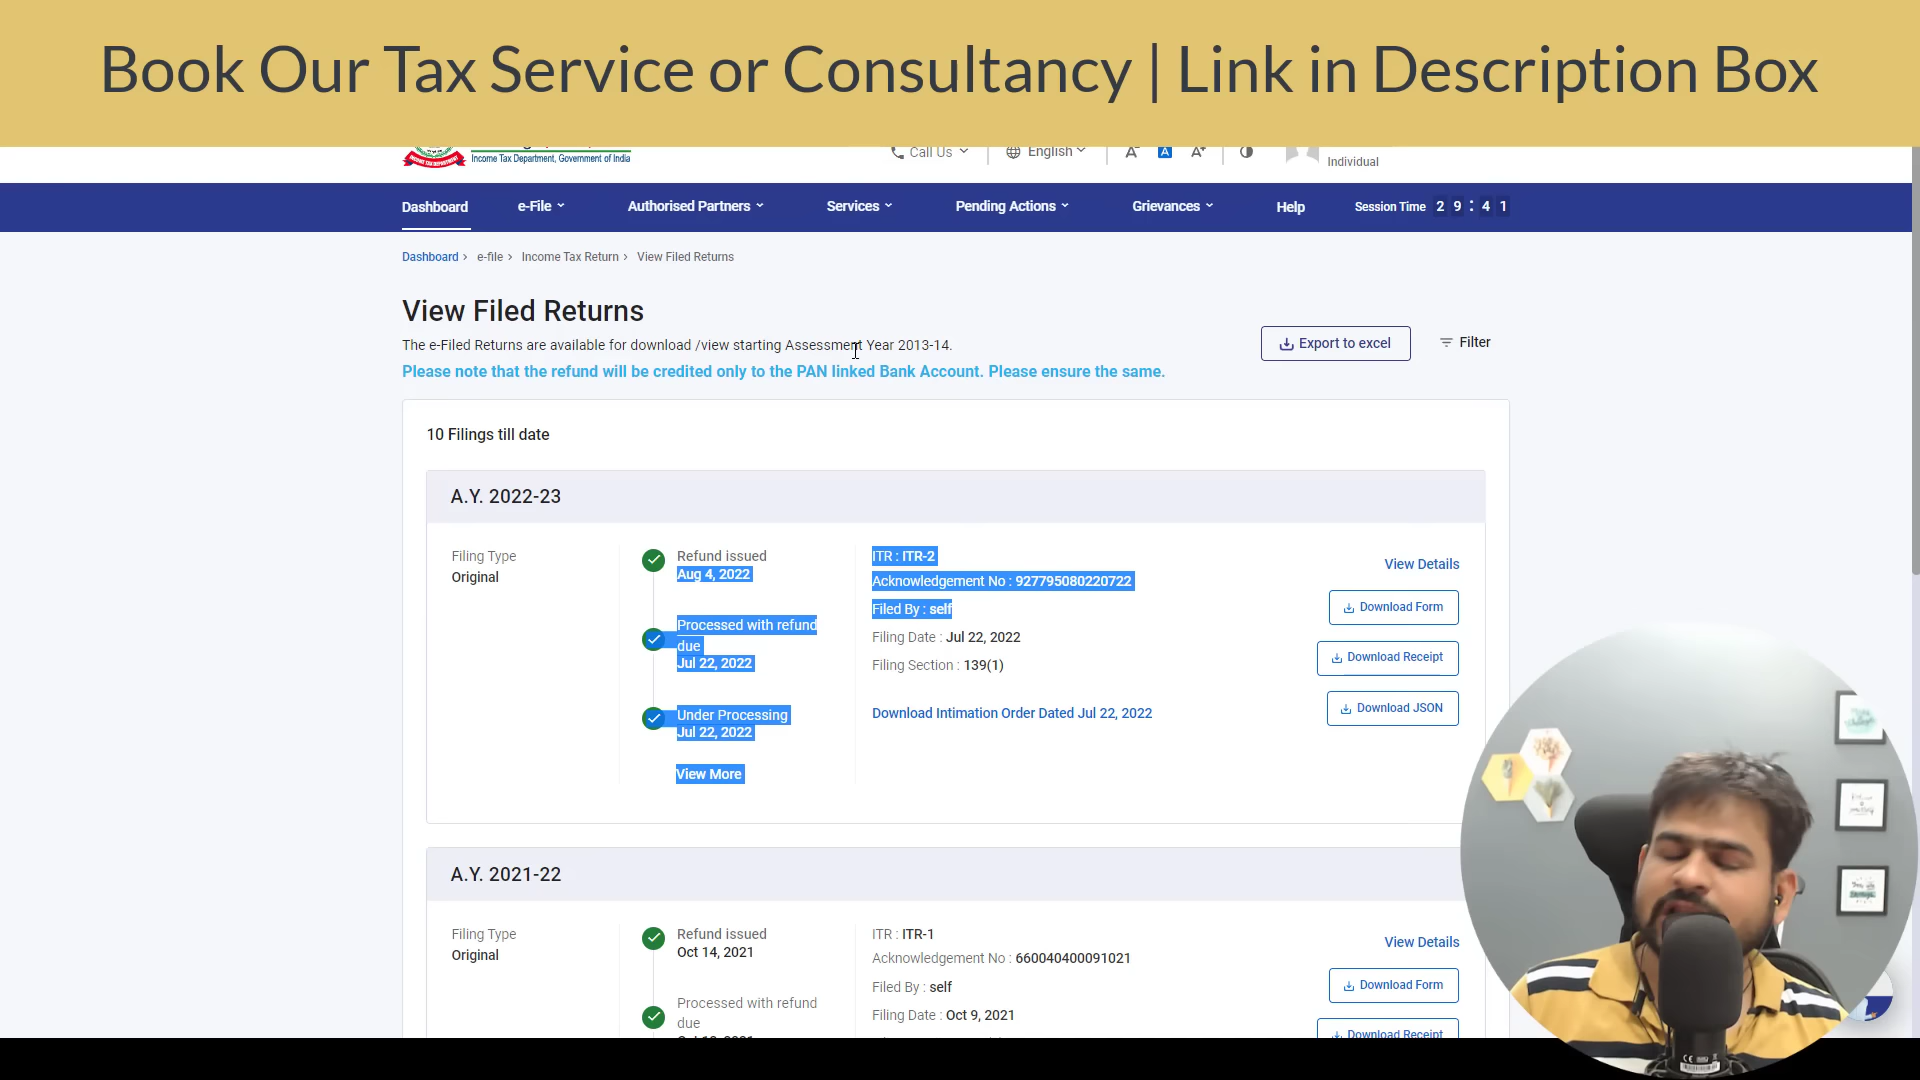 Book Our Tax Service or Consultancy | Link in Description Box
Income Tax Department, Government of India
Call Us
English
A A A+
Individual
Dashboard e-File Authorised Partners Services Pending Actions Grievances Help Session Time 29:41
Dashboard > e-file > Income Tax Return > View Filed Returns
View Filed Returns
The e-Filed Returns are available for download /view starting Assessment Year 2013-14.
Please note that the refund will be credited only to the PAN linked Bank Account. Please ensure the same.
Export to excel
Filter
10 Filings till date
A.Y. 2022-23
Filing Type
Original
Refund issued
Aug 4, 2022
Processed with refund
due
Jul 22, 2022
Under Processing
Jul 22, 2022
View More
ITR : ITR-2
Acknowledgement No : 927795080220722
Filed By : self
Filing Date : Jul 22, 2022
Filing Section : 139(1)
Download Intimation Order Dated Jul 22, 2022
View Details
Download Form
Download Receipt
Download JSON
A.Y. 2021-22
Filing Type
Original
Refund issued
Oct 14, 2021
Processed with refund
due
ITR : ITR-1
Acknowledgement No : 660040400091021
Filed By : self
Filing Date : Oct 9, 2021
View Details
Download Form
Download Receipt